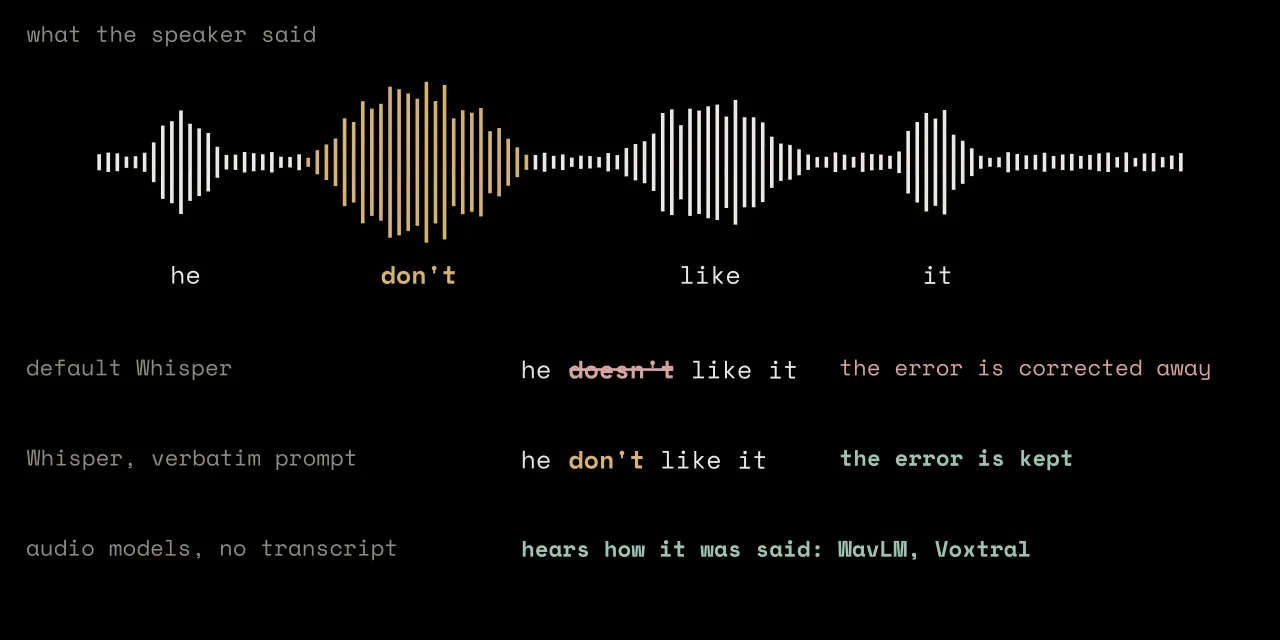 what the speaker said
he don't like it
default Whisper he doesn't like it the error is corrected away
Whisper, verbatim prompt he don't like it the error is kept
audio models, no transcript hears how it was said: WavLM, Voxtral